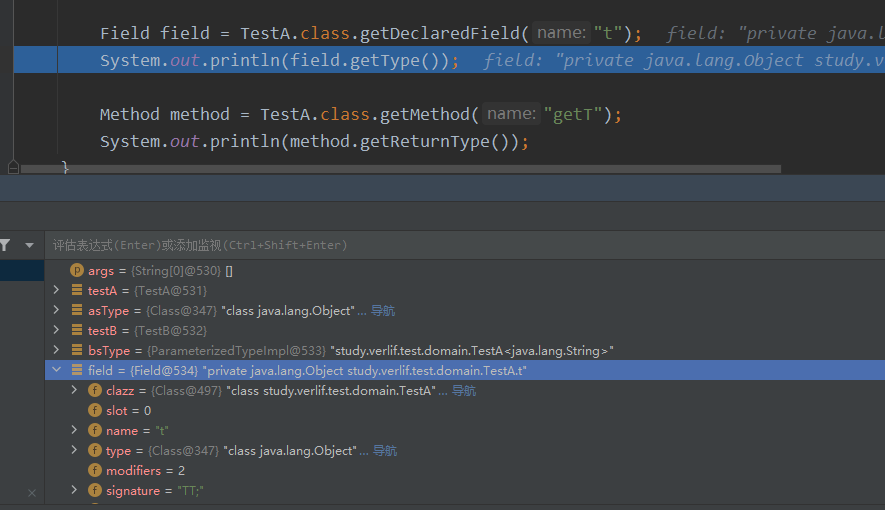 Field field = TestA.class.getDeclaredField( name: "t");  field: "private java.l
System.out.println(field.getType());  field: "private java.lang.Object study.v
Method method = TestA.class.getMethod( name: "getT");
System.out.println(method.getReturnType());
}
评估表达式(Enter)或添加监视(Ctrl+Shift+Enter)
p args = {String[0]@530} []
testA = {TestA@531}
asType = {Class@347} "class java.lang.Object"... 导航
testB = {TestB@532}
bsType = {ParameterizedTypeImpl@533} "study.verlif.test.domain.TestA<java.lang.String>"
field = {Field@534} "private java.lang.Object study.verlif.test.domain.TestA.t"
f clazz = {Class@497} "class study.verlif.test.domain.TestA"... 导航
f slot = 0
f name = "t"
f type = {Class@347} "class java.lang.Object"... 导航
f modifiers = 2
f signature = "TT;"